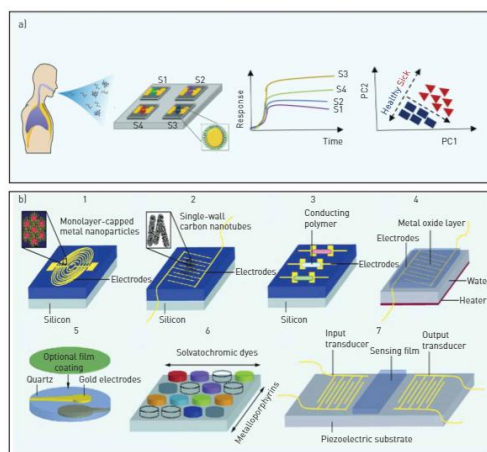 a)
S1
S2
S4
S3
Response
S3
S4
S2
S1
Time
PC2
Healthy
Sick
PC1
b)
1
Monolayer-capped
metal nanoparticles
Electrodes
Silicon
2
Single-wall
carbon nanotubes
Electrodes
Silicon
3
Conducting
polymer
Electrodes
Silicon
4
Metal oxide layer
Electrodes
Water
Heater
5
Optional film
coating
Quartz
Gold electrodes
6
Solvatochromic dyes
Metalloporphyrins
7
Input
transducer
Sensing film
Output
transducer
Piezoelectric substrate